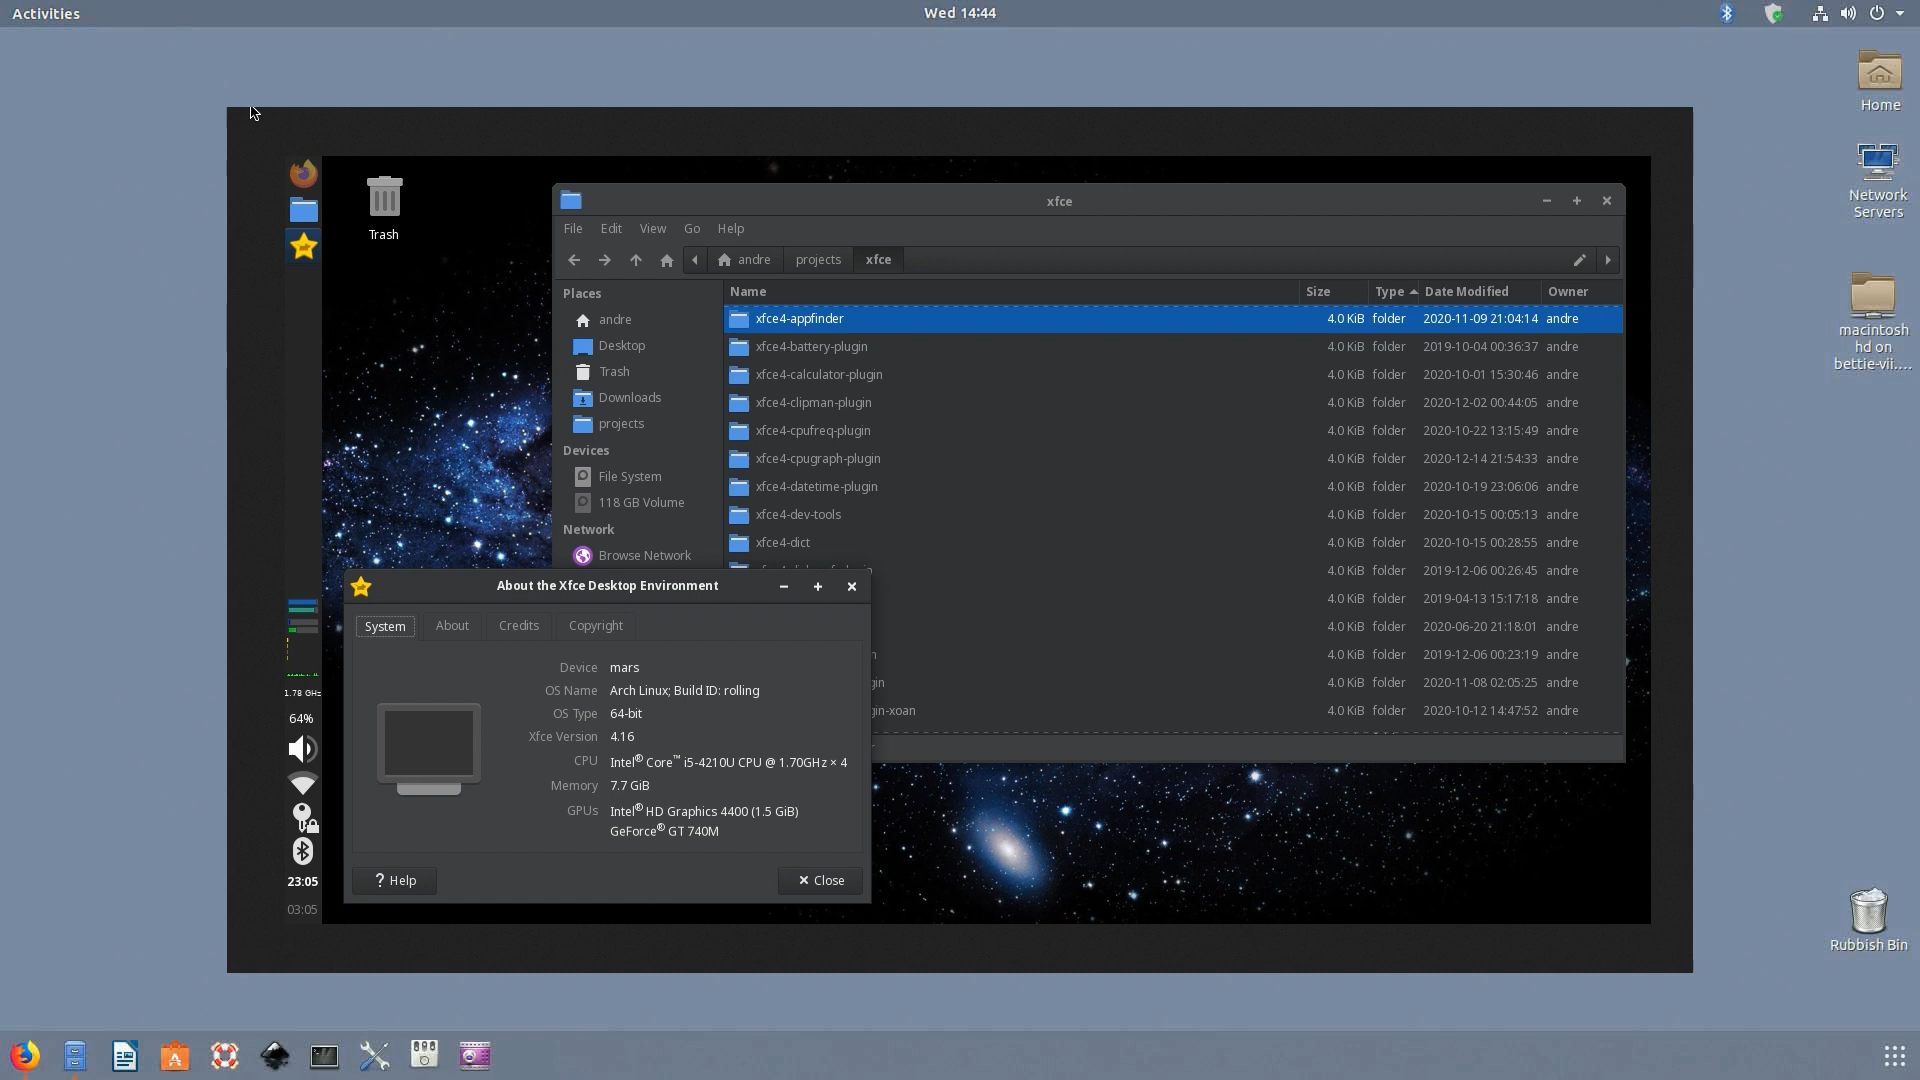 Activities
Wed 14:44
Home
Network
Servers
macintosh
hd on
bettie-vii....
Rubbish Bin
Trash
xfce
File Edit View Go Help
andre projects xfce
Places
andre
Desktop
Trash
Downloads
projects
Devices
File System
118 GB Volume
Network
Browse Network
Name Size Type Date Modified Owner
xfce4-appfinder 4.0 KiB folder 2020-11-09 21:04:14 andre
xfce4-battery-plugin 4.0 KiB folder 2019-10-04 00:36:37 andre
xfce4-calculator-plugin 4.0 KiB folder 2020-10-01 15:30:46 andre
xfce4-clipman-plugin 4.0 KiB folder 2020-12-02 00:44:05 andre
xfce4-cpufreq-plugin 4.0 KiB folder 2020-10-22 13:15:49 andre
xfce4-cpugraph-plugin 4.0 KiB folder 2020-12-14 21:54:33 andre
xfce4-datetime-plugin 4.0 KiB folder 2020-10-19 23:06:06 andre
xfce4-dev-tools 4.0 KiB folder 2020-10-15 00:05:13 andre
xfce4-dict 4.0 KiB folder 2020-10-15 00:28:55 andre
4.0 KiB folder 2019-12-06 00:26:45 andre
4.0 KiB folder 2019-04-13 15:17:18 andre
4.0 KiB folder 2020-06-20 21:18:01 andre
4.0 KiB folder 2019-12-06 00:23:19 andre
gin 4.0 KiB folder 2020-11-08 02:05:25 andre
gin-xoan 4.0 KiB folder 2020-10-12 14:47:52 andre
About the Xfce Desktop Environment
System About Credits Copyright
Device mars
OS Name Arch Linux; Build ID: rolling
OS Type 64-bit
Xfce Version 4.16
CPU Intel® Core™ i5-4210U CPU @ 1.70GHz × 4
Memory 7.7 GiB
GPUs Intel® HD Graphics 4400 (1.5 GiB)
GeForce® GT 740M
? Help
Close
1.78 GHz
64%
23:05
03:05